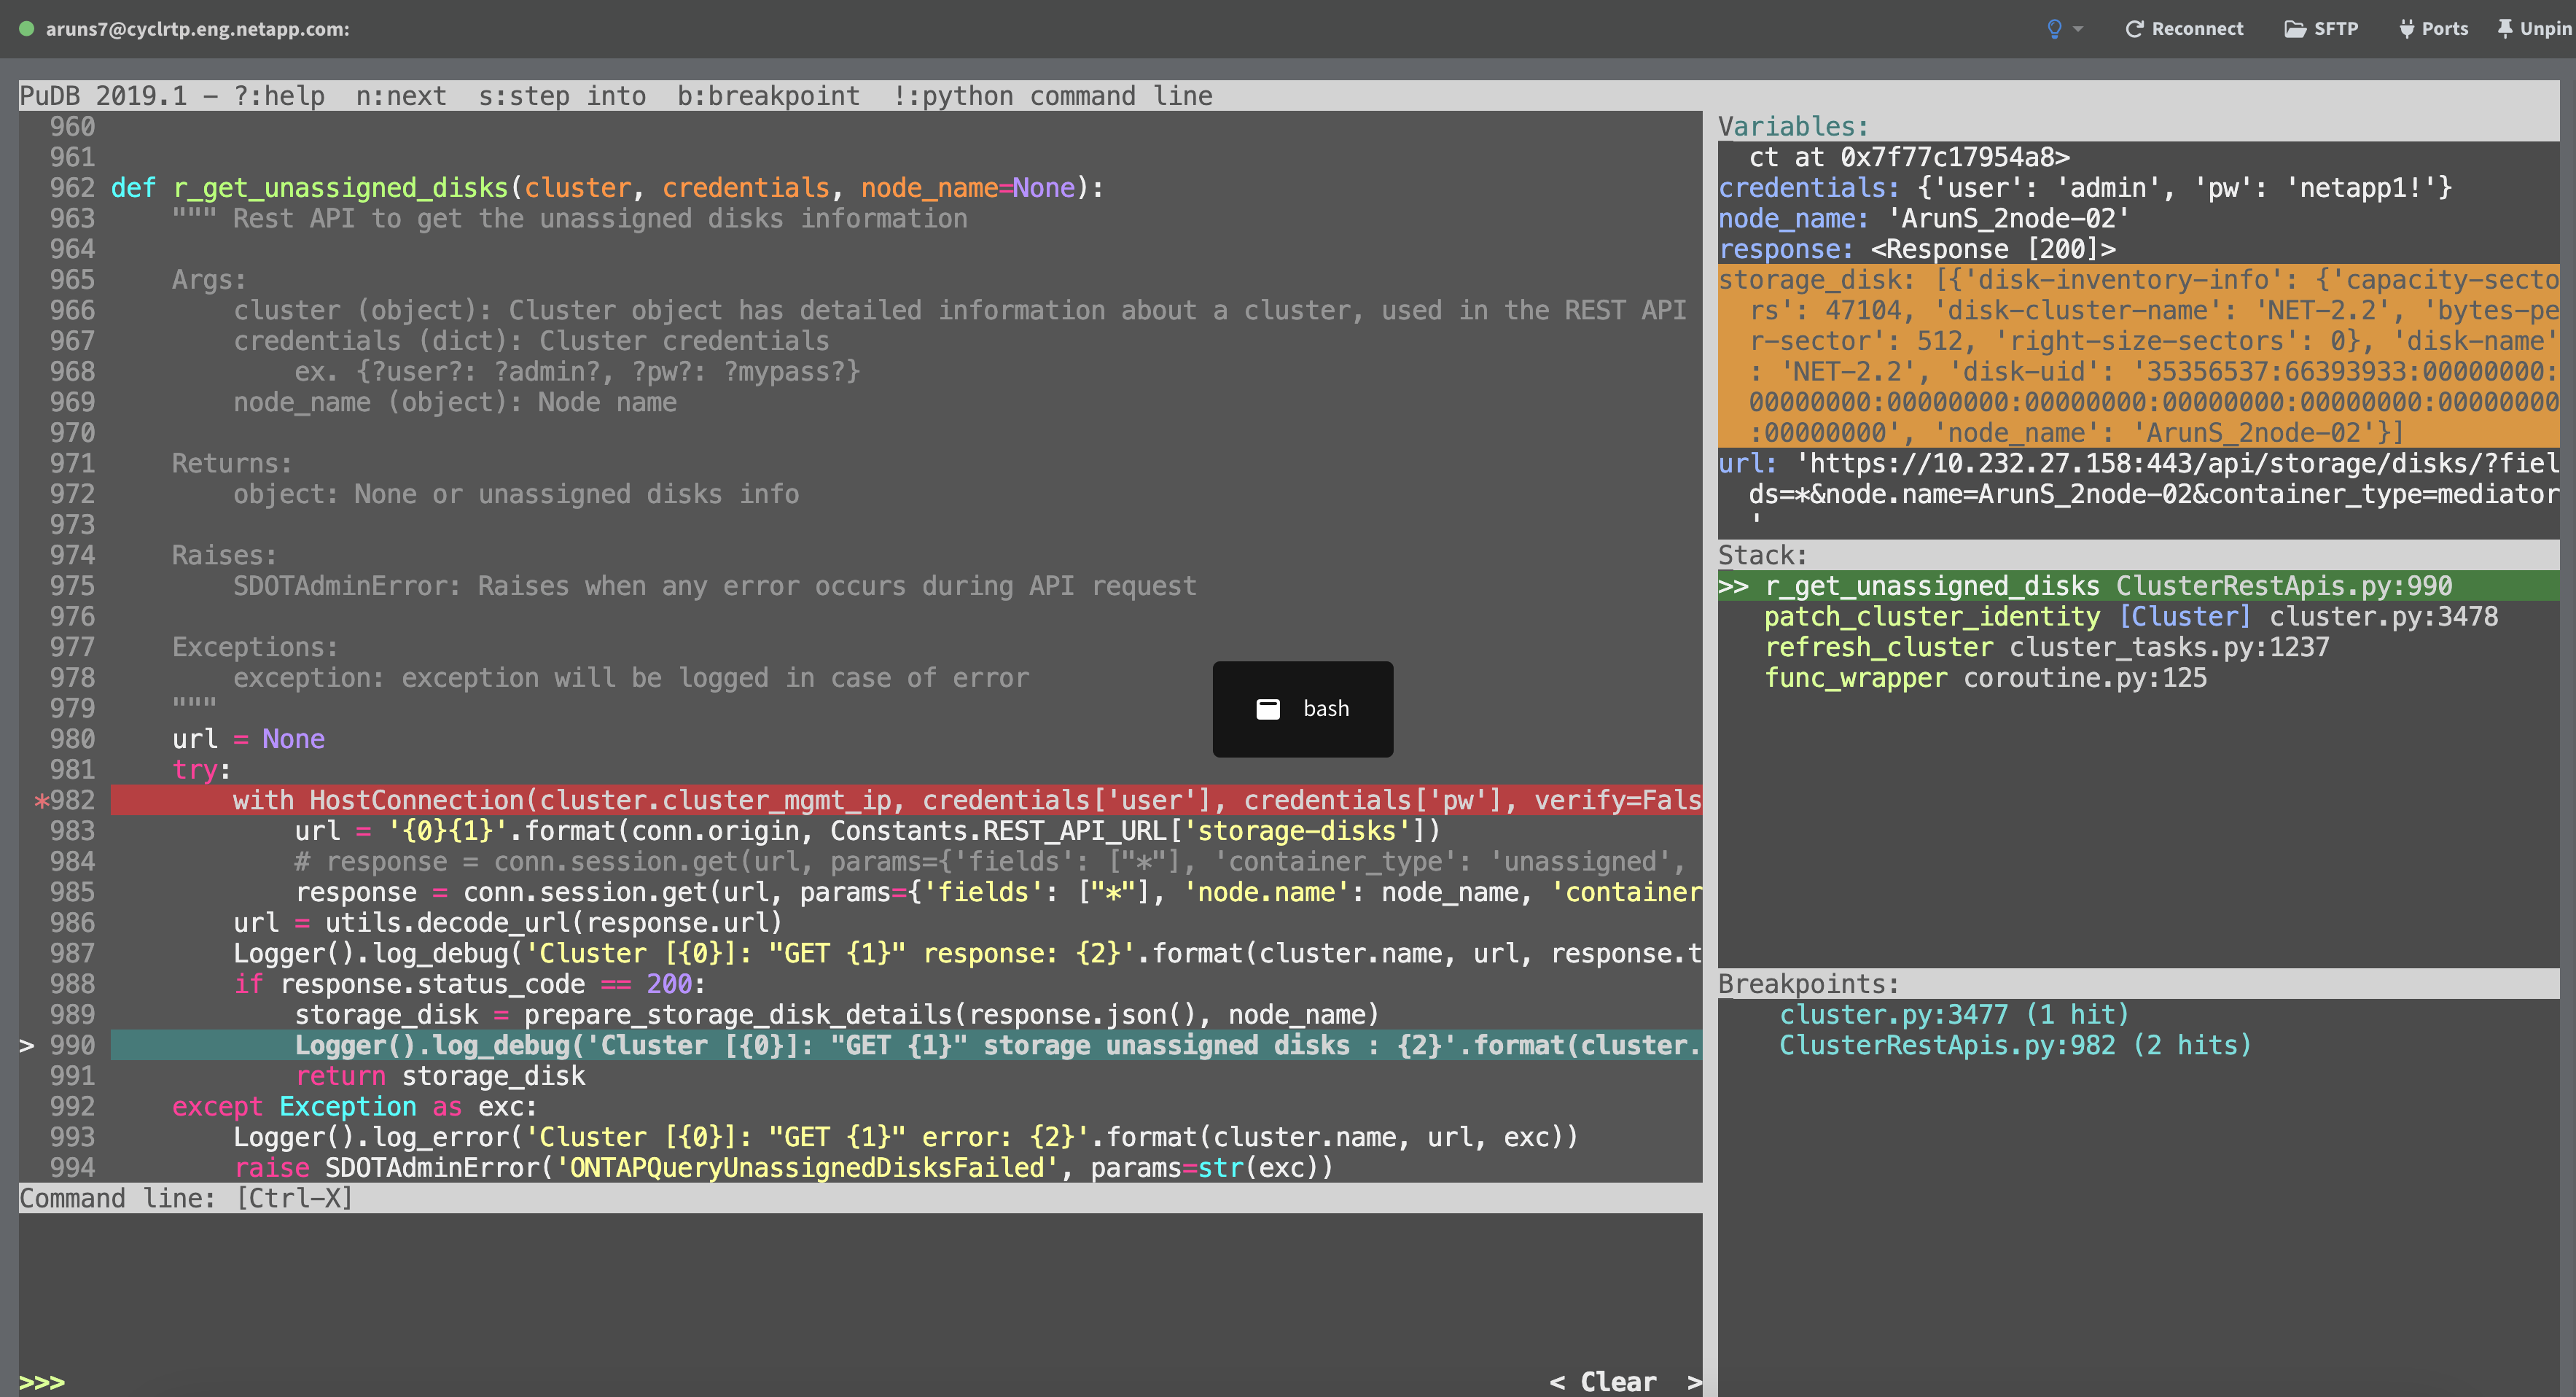 aruns7@cyclrtp.eng.netapp.com: Reconnect SFTP Ports Unpin
PuDB 2019.1 - ?:help  n:next  s:step into  b:breakpoint  !:python command line
960
961
962 def r_get_unassigned_disks(cluster, credentials, node_name=None):
963     """ Rest API to get the unassigned disks information
964
965     Args:
966         cluster (object): Cluster object has detailed information about a cluster, used in the REST API
967         credentials (dict): Cluster credentials
968             ex. {?user?: ?admin?, ?pw?: ?mypass?}
969         node_name (object): Node name
970
971     Returns:
972         object: None or unassigned disks info
973
974     Raises:
975         SDOTAdminError: Raises when any error occurs during API request
976
977     Exceptions:
978         exception: exception will be logged in case of error
979     """
980     url = None
981     try:
*982         with HostConnection(cluster.cluster_mgmt_ip, credentials['user'], credentials['pw'], verify=Fals
983             url = '{0}{1}'.format(conn.origin, Constants.REST_API_URL['storage-disks'])
984             # response = conn.session.get(url, params={'fields': ["*"], 'container_type': 'unassigned',
985             response = conn.session.get(url, params={'fields': ["*"], 'node.name': node_name, 'container
986         url = utils.decode_url(response.url)
987         Logger().log_debug('Cluster [{0}]: "GET {1}" response: {2}'.format(cluster.name, url, response.t
988         if response.status_code == 200:
989             storage_disk = prepare_storage_disk_details(response.json(), node_name)
> 990             Logger().log_debug('Cluster [{0}]: "GET {1}" storage unassigned disks : {2}'.format(cluster.
991             return storage_disk
992     except Exception as exc:
993         Logger().log_error('Cluster [{0}]: "GET {1}" error: {2}'.format(cluster.name, url, exc))
994         raise SDOTAdminError('ONTAPQueryUnassignedDisksFailed', params=str(exc))
bash
Command line: [Ctrl-X]
>>>
< Clear  >
Variables:
ct at 0x7f77c17954a8>
credentials: {'user': 'admin', 'pw': 'netapp1!'}
node_name: 'ArunS_2node-02'
response: <Response [200]>
storage_disk: [{'disk-inventory-info': {'capacity-secto
rs': 47104, 'disk-cluster-name': 'NET-2.2', 'bytes-pe
r-sector': 512, 'right-size-sectors': 0}, 'disk-name'
: 'NET-2.2', 'disk-uid': '35356537:66393933:00000000:
00000000:00000000:00000000:00000000:00000000:00000000
:00000000', 'node_name': 'ArunS_2node-02'}]
url: 'https://10.232.27.158:443/api/storage/disks/?fiel
ds=*&node.name=ArunS_2node-02&container_type=mediator
'
Stack:
>> r_get_unassigned_disks ClusterRestApis.py:990
patch_cluster_identity [Cluster] cluster.py:3478
refresh_cluster cluster_tasks.py:1237
func_wrapper coroutine.py:125
Breakpoints:
cluster.py:3477 (1 hit)
ClusterRestApis.py:982 (2 hits)